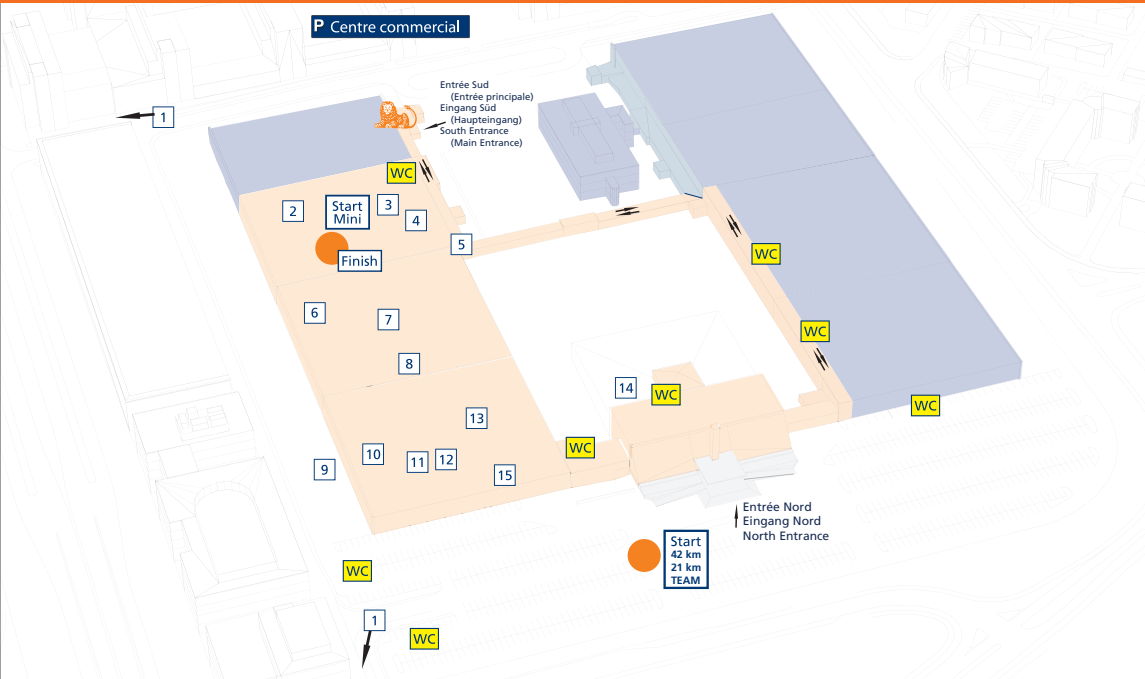 P Centre commercial
Entrée Sud
(Entrée principale)
Eingang Süd
(Haupteingang)
South Entrance
(Main Entrance)
1
WC
2
Start
Mini
3
4
5
Finish
WC
6
7
WC
8
14
WC
WC
13
WC
9
10
11
12
15
Entrée Nord
Eingang Nord
North Entrance
Start
42 km
21 km
TEAM
WC
1
WC